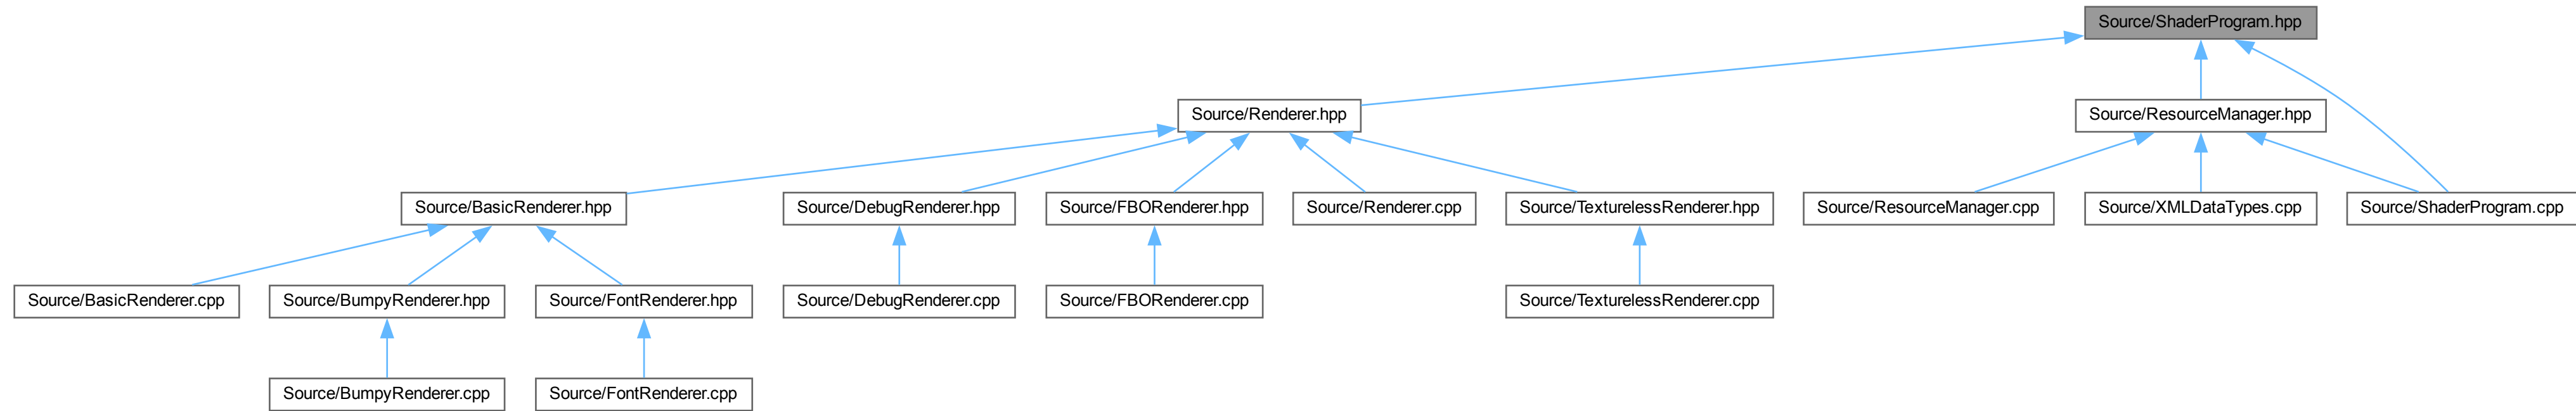 Source/ShaderProgram.hpp
Source/Renderer.hpp
Source/ResourceManager.hpp
Source/BasicRenderer.hpp
Source/DebugRenderer.hpp
Source/FBORenderer.hpp
Source/Renderer.cpp
Source/TexturelessRenderer.hpp
Source/ResourceManager.cpp
Source/XMLDataTypes.cpp
Source/ShaderProgram.cpp
Source/BasicRenderer.cpp
Source/BumpyRenderer.hpp
Source/FontRenderer.hpp
Source/DebugRenderer.cpp
Source/FBORenderer.cpp
Source/TexturelessRenderer.cpp
Source/BumpyRenderer.cpp
Source/FontRenderer.cpp